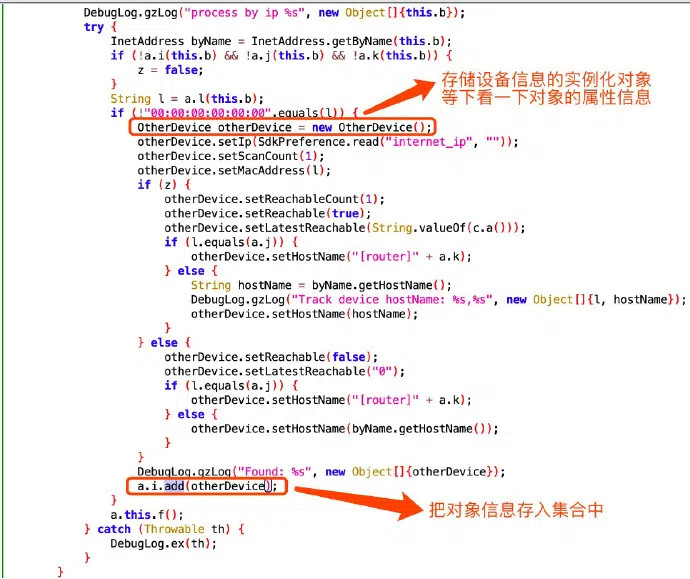 DebugLog.gzLog("process by ip %s", new Object[]{this.b});
try {
InetAddress byName = InetAddress.getByName(this.b);
if (!a.i(this.b) && !a.j(this.b) && !a.k(this.b)) {
z = false;
}
String l = a.l(this.b);
if (!"00:00:00:00:00:00".equals(l)) {
OtherDevice otherDevice = new OtherDevice();
otherDevice.setIp(SdkPreference.read("internet_ip", ""));
otherDevice.setScanCount(1);
otherDevice.setMacAddress(l);
if (z) {
otherDevice.setReachableCount(1);
otherDevice.setReachable(true);
otherDevice.setLatestReachable(String.valueOf(c.a()));
if (l.equals(a.j)) {
otherDevice.setHostName("[router]" + a.k);
} else {
String hostName = byName.getHostName();
DebugLog.gzLog("Track device hostName: %s,%s", new Object[]{l, hostName});
otherDevice.setHostName(hostName);
}
} else {
otherDevice.setReachable(false);
otherDevice.setLatestReachable("0");
if (l.equals(a.j)) {
otherDevice.setHostName("[router]" + a.k);
} else {
otherDevice.setHostName(byName.getHostName());
}
}
DebugLog.gzLog("Found: %s", new Object[]{otherDevice});
a.i.add(otherDevice);
}
a.this.f();
} catch (Throwable th) {
DebugLog.ex(th);
}
}
存储设备信息的实例化对象
等下看一下对象的属性信息
把对象信息存入集合中